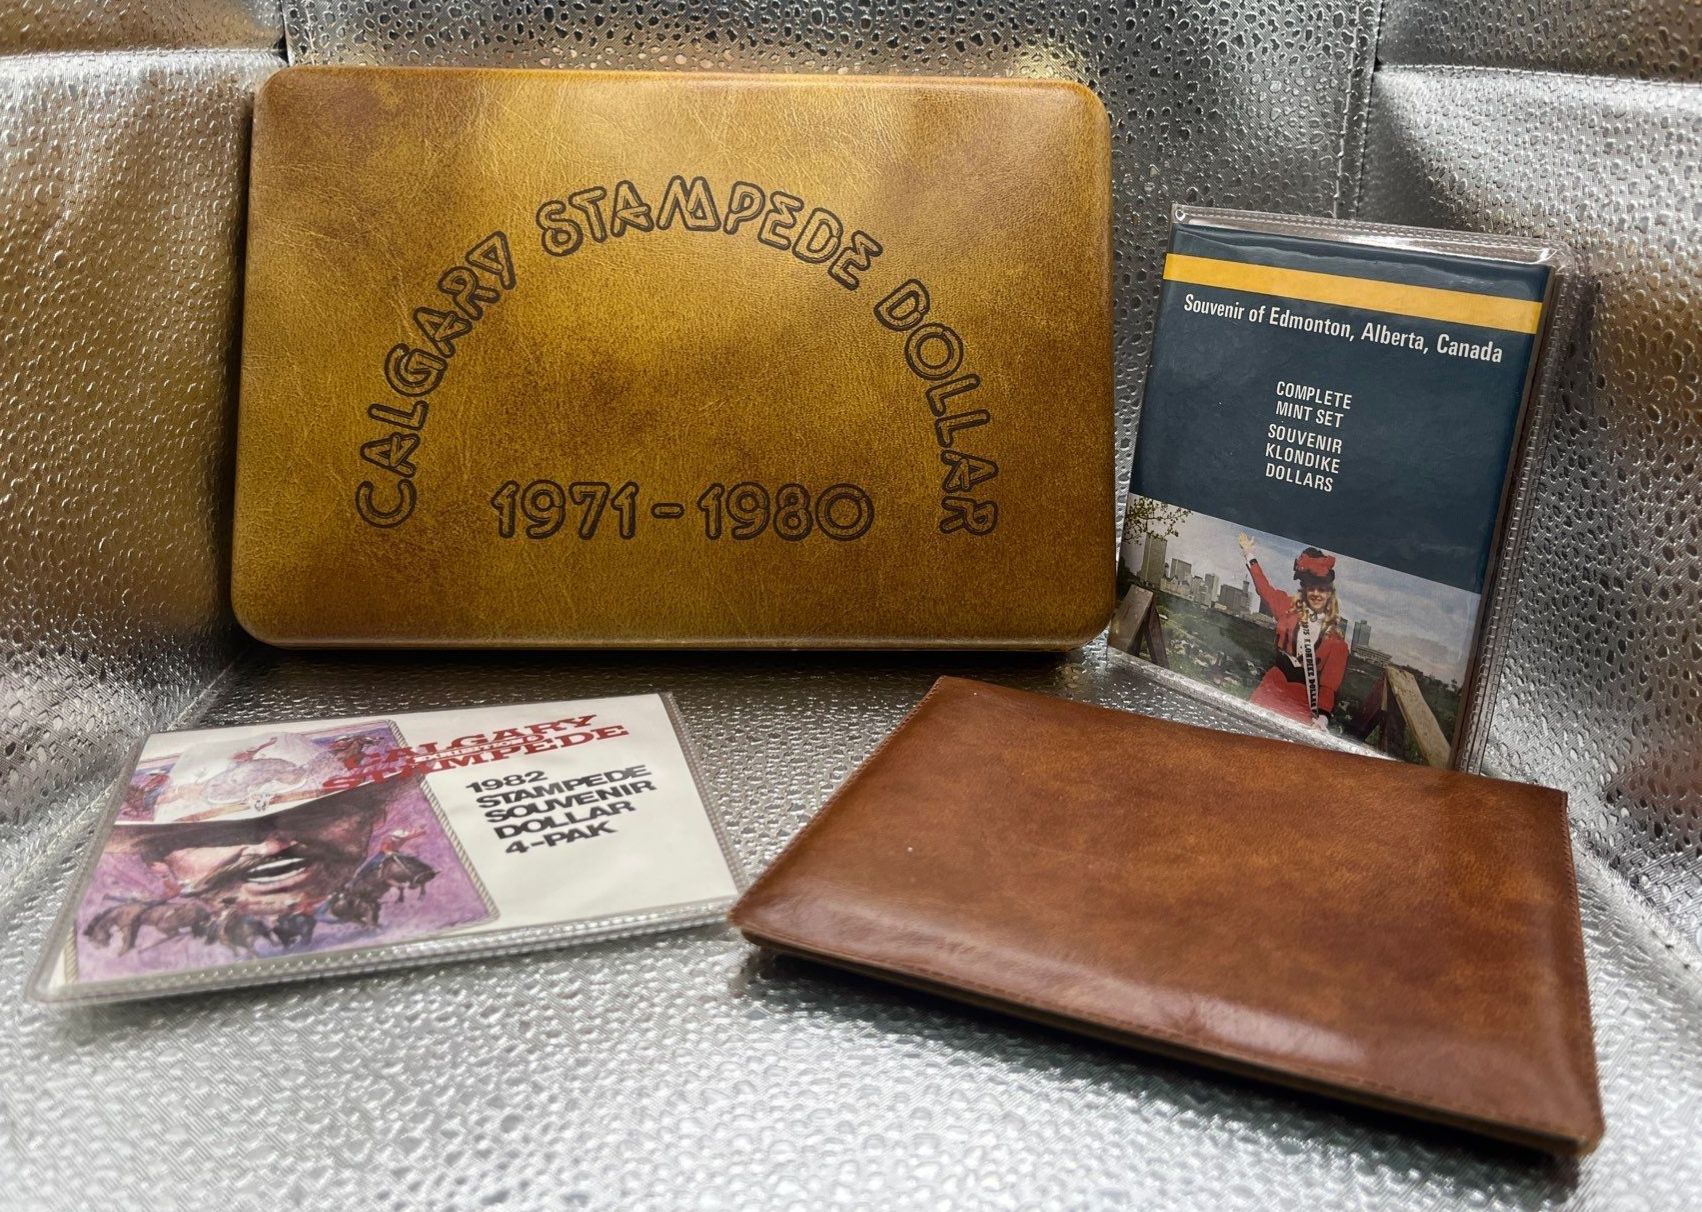 CALGARY STAMPEDE DOLLAR
1971-1980
Souvenir of Edmonton, Alberta, Canada
COMPLETE
MINT SET
SOUVENIR
KLONDIKE
DOLLARS
CALGARY
STAMPEDE
1982
STAMPEDE
SOUVENIR
DOLLAR
4-PAK